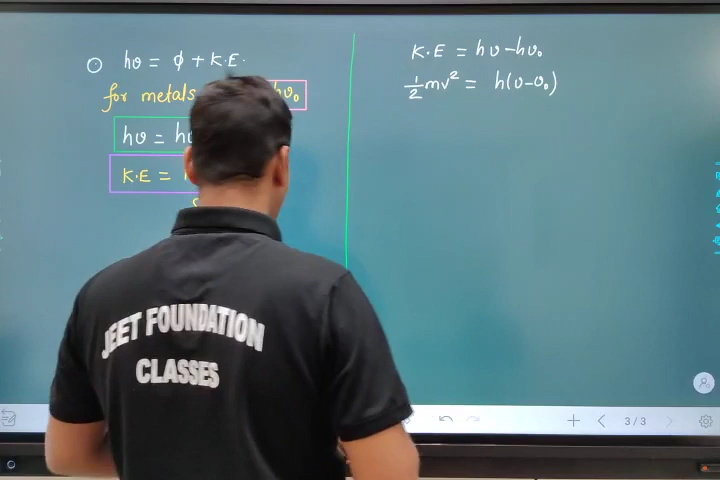 hυ = ϕ + K.E.
for metals hυ₀
hυ = h
K.E =
K.E = hυ-hυ₀
½mv² = h(υ-υ₀)
JEET FOUNDATION
CLASSES
3/3